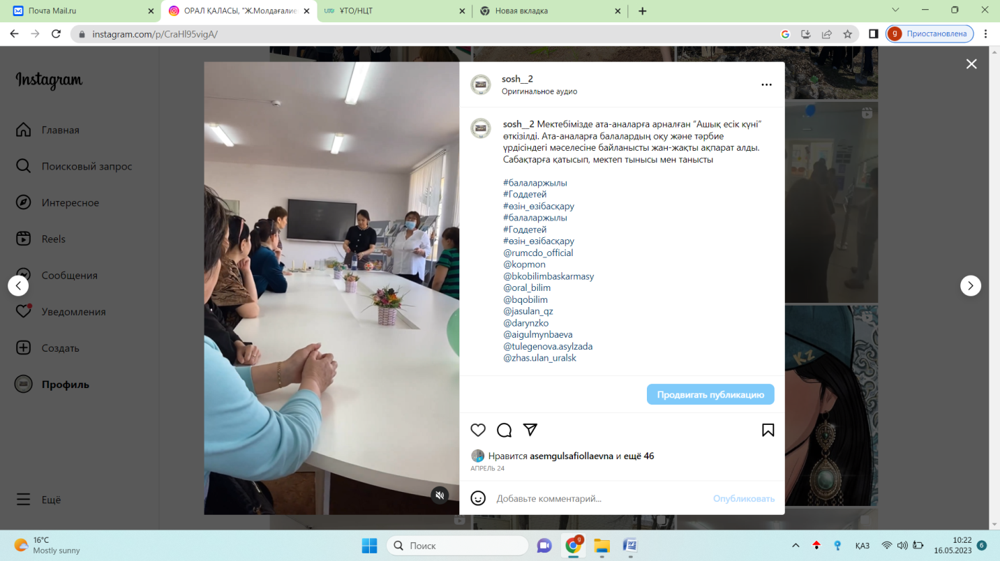 Почта Mail.ru
ОРАЛ ҚАЛАСЫ, "Ж.Молдағалие
ҰТО/НЦТ
Новая вкладка
instagram.com/p/CraHl95vigA/
g Приостановлена
Instagram
Главная
Поисковый запрос
Интересное
Reels
Сообщения
Уведомления
Создать
Профиль
Ещё
sosh__2
Оригинальное аудио
sosh__2 Мектебімізде ата-аналарға арналған "Ашық есік күні"
өткізілді. Ата-аналарға балалардың оқу және тәрбие
үрдісіндегі мәселесіне байланысты жан-жақты ақпарат алды.
Сабақтарға қатысып, мектеп тынысы мен танысты
#балаларжылы
#Годдетей
#өзін_өзібасқару
#балаларжылы
#Годдетей
#өзін_өзібасқару
@rumcdo_official
@kopmon
@bkobilimbaskarmasy
@oral_bilim
@bqobilim
@jasulan_qz
@darynzko
@aigulmynbaeva
@tulegenova.asylzada
@zhas.ulan_uralsk
Продвигать публикацию
Нравится asemgulsafiollaevna и ещё 46
АПРЕЛЬ 24
Добавьте комментарий...
Опубликовать
KZ
16°C
Mostly sunny
Поиск
9
ҚАЗ
10:22
16.05.2023
6